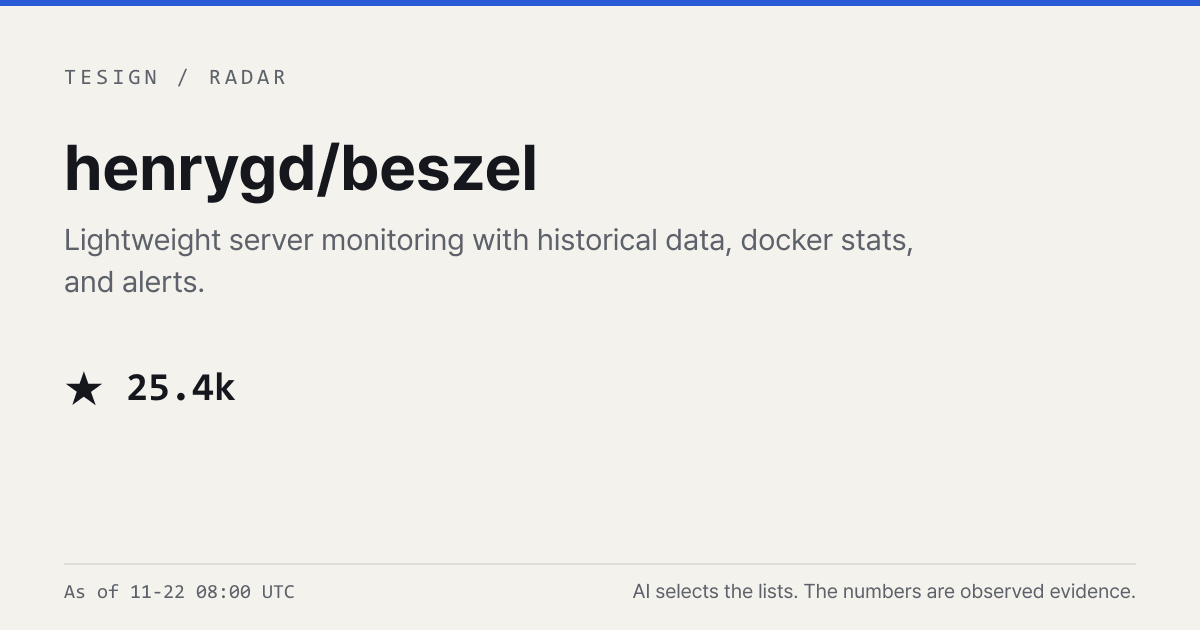 TESIGN / RADAR
henrygd/beszel
Lightweight server monitoring with historical data, docker stats,
and alerts.
★ 25.4k
As of 11-22 08:00 UTC
AI selects the lists. The numbers are observed evidence.